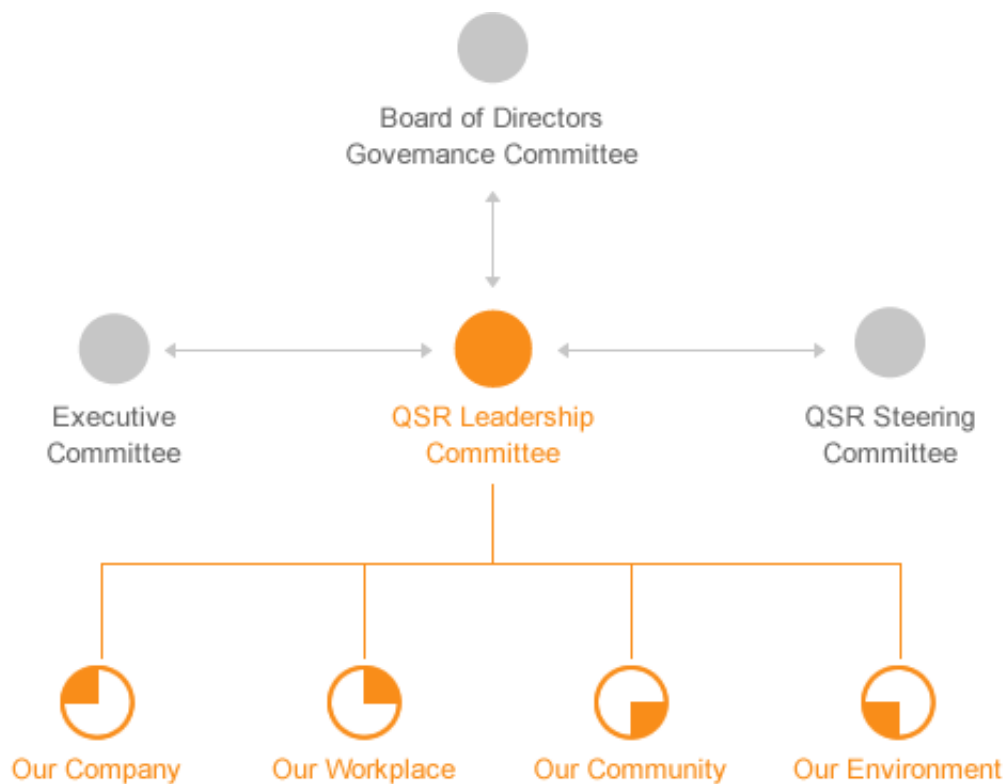 Board of Directors
Governance Committee
Executive
Committee
QSR Leadership
Committee
QSR Steering
Committee
Our Company
Our Workplace
Our Community
Our Environment